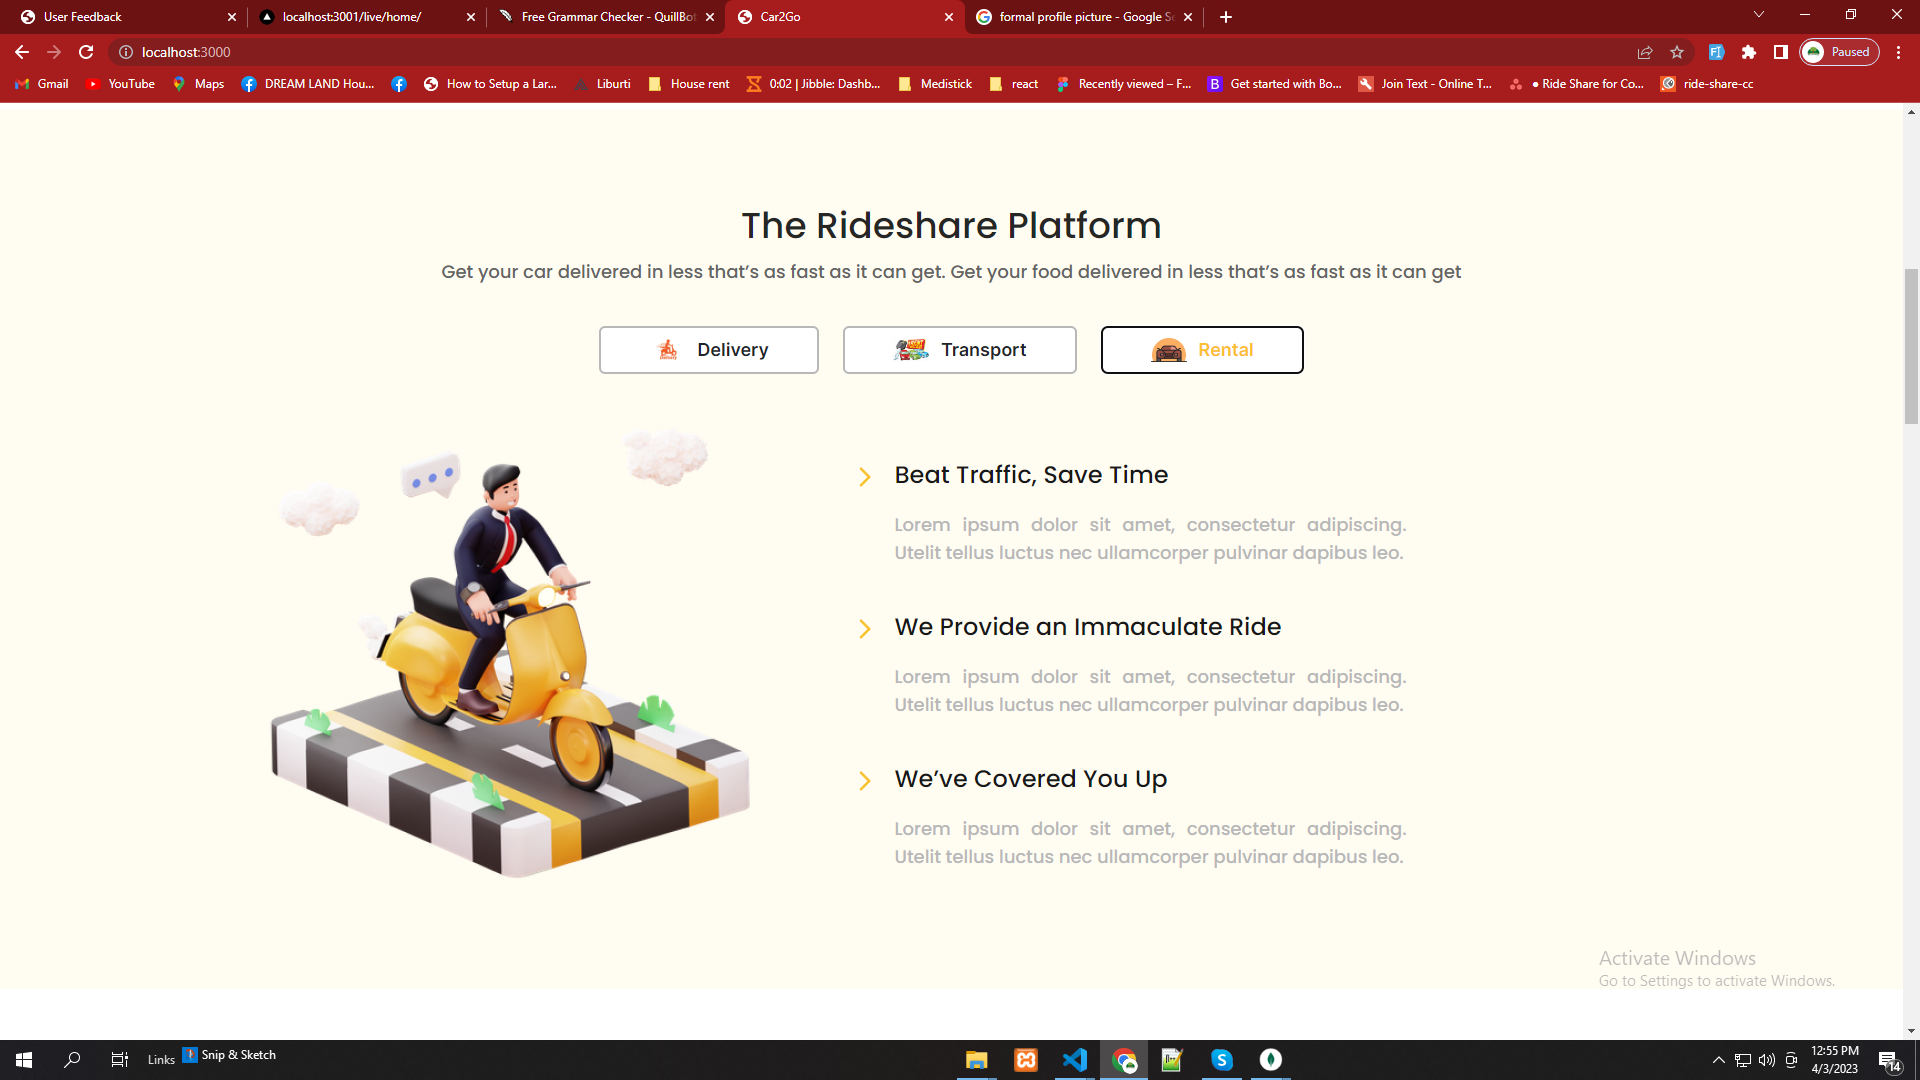 User Feedback
localhost:3001/live/home/
Free Grammar Checker - QuillBot
Car2Go
formal profile picture - Google Se
localhost:3000
Paused
Gmail
YouTube
Maps
DREAM LAND Hou...
How to Setup a Lar...
Liburti
House rent
0:02 | Jibble: Dashb...
Medistick
react
Recently viewed – F...
Get started with Bo...
Join Text - Online T...
● Ride Share for Co...
ride-share-cc
The Rideshare Platform
Get your car delivered in less that’s as fast as it can get. Get your food delivered in less that’s as fast as it can get
Delivery
Transport
Rental
Beat Traffic, Save Time
Lorem ipsum dolor sit amet, consectetur adipiscing.
Utelit tellus luctus nec ullamcorper pulvinar dapibus leo.
We Provide an Immaculate Ride
Lorem ipsum dolor sit amet, consectetur adipiscing.
Utelit tellus luctus nec ullamcorper pulvinar dapibus leo.
We’ve Covered You Up
Lorem ipsum dolor sit amet, consectetur adipiscing.
Utelit tellus luctus nec ullamcorper pulvinar dapibus leo.
Activate Windows
Go to Settings to activate Windows.
Links
Snip & Sketch
12:55 PM
4/3/2023
14